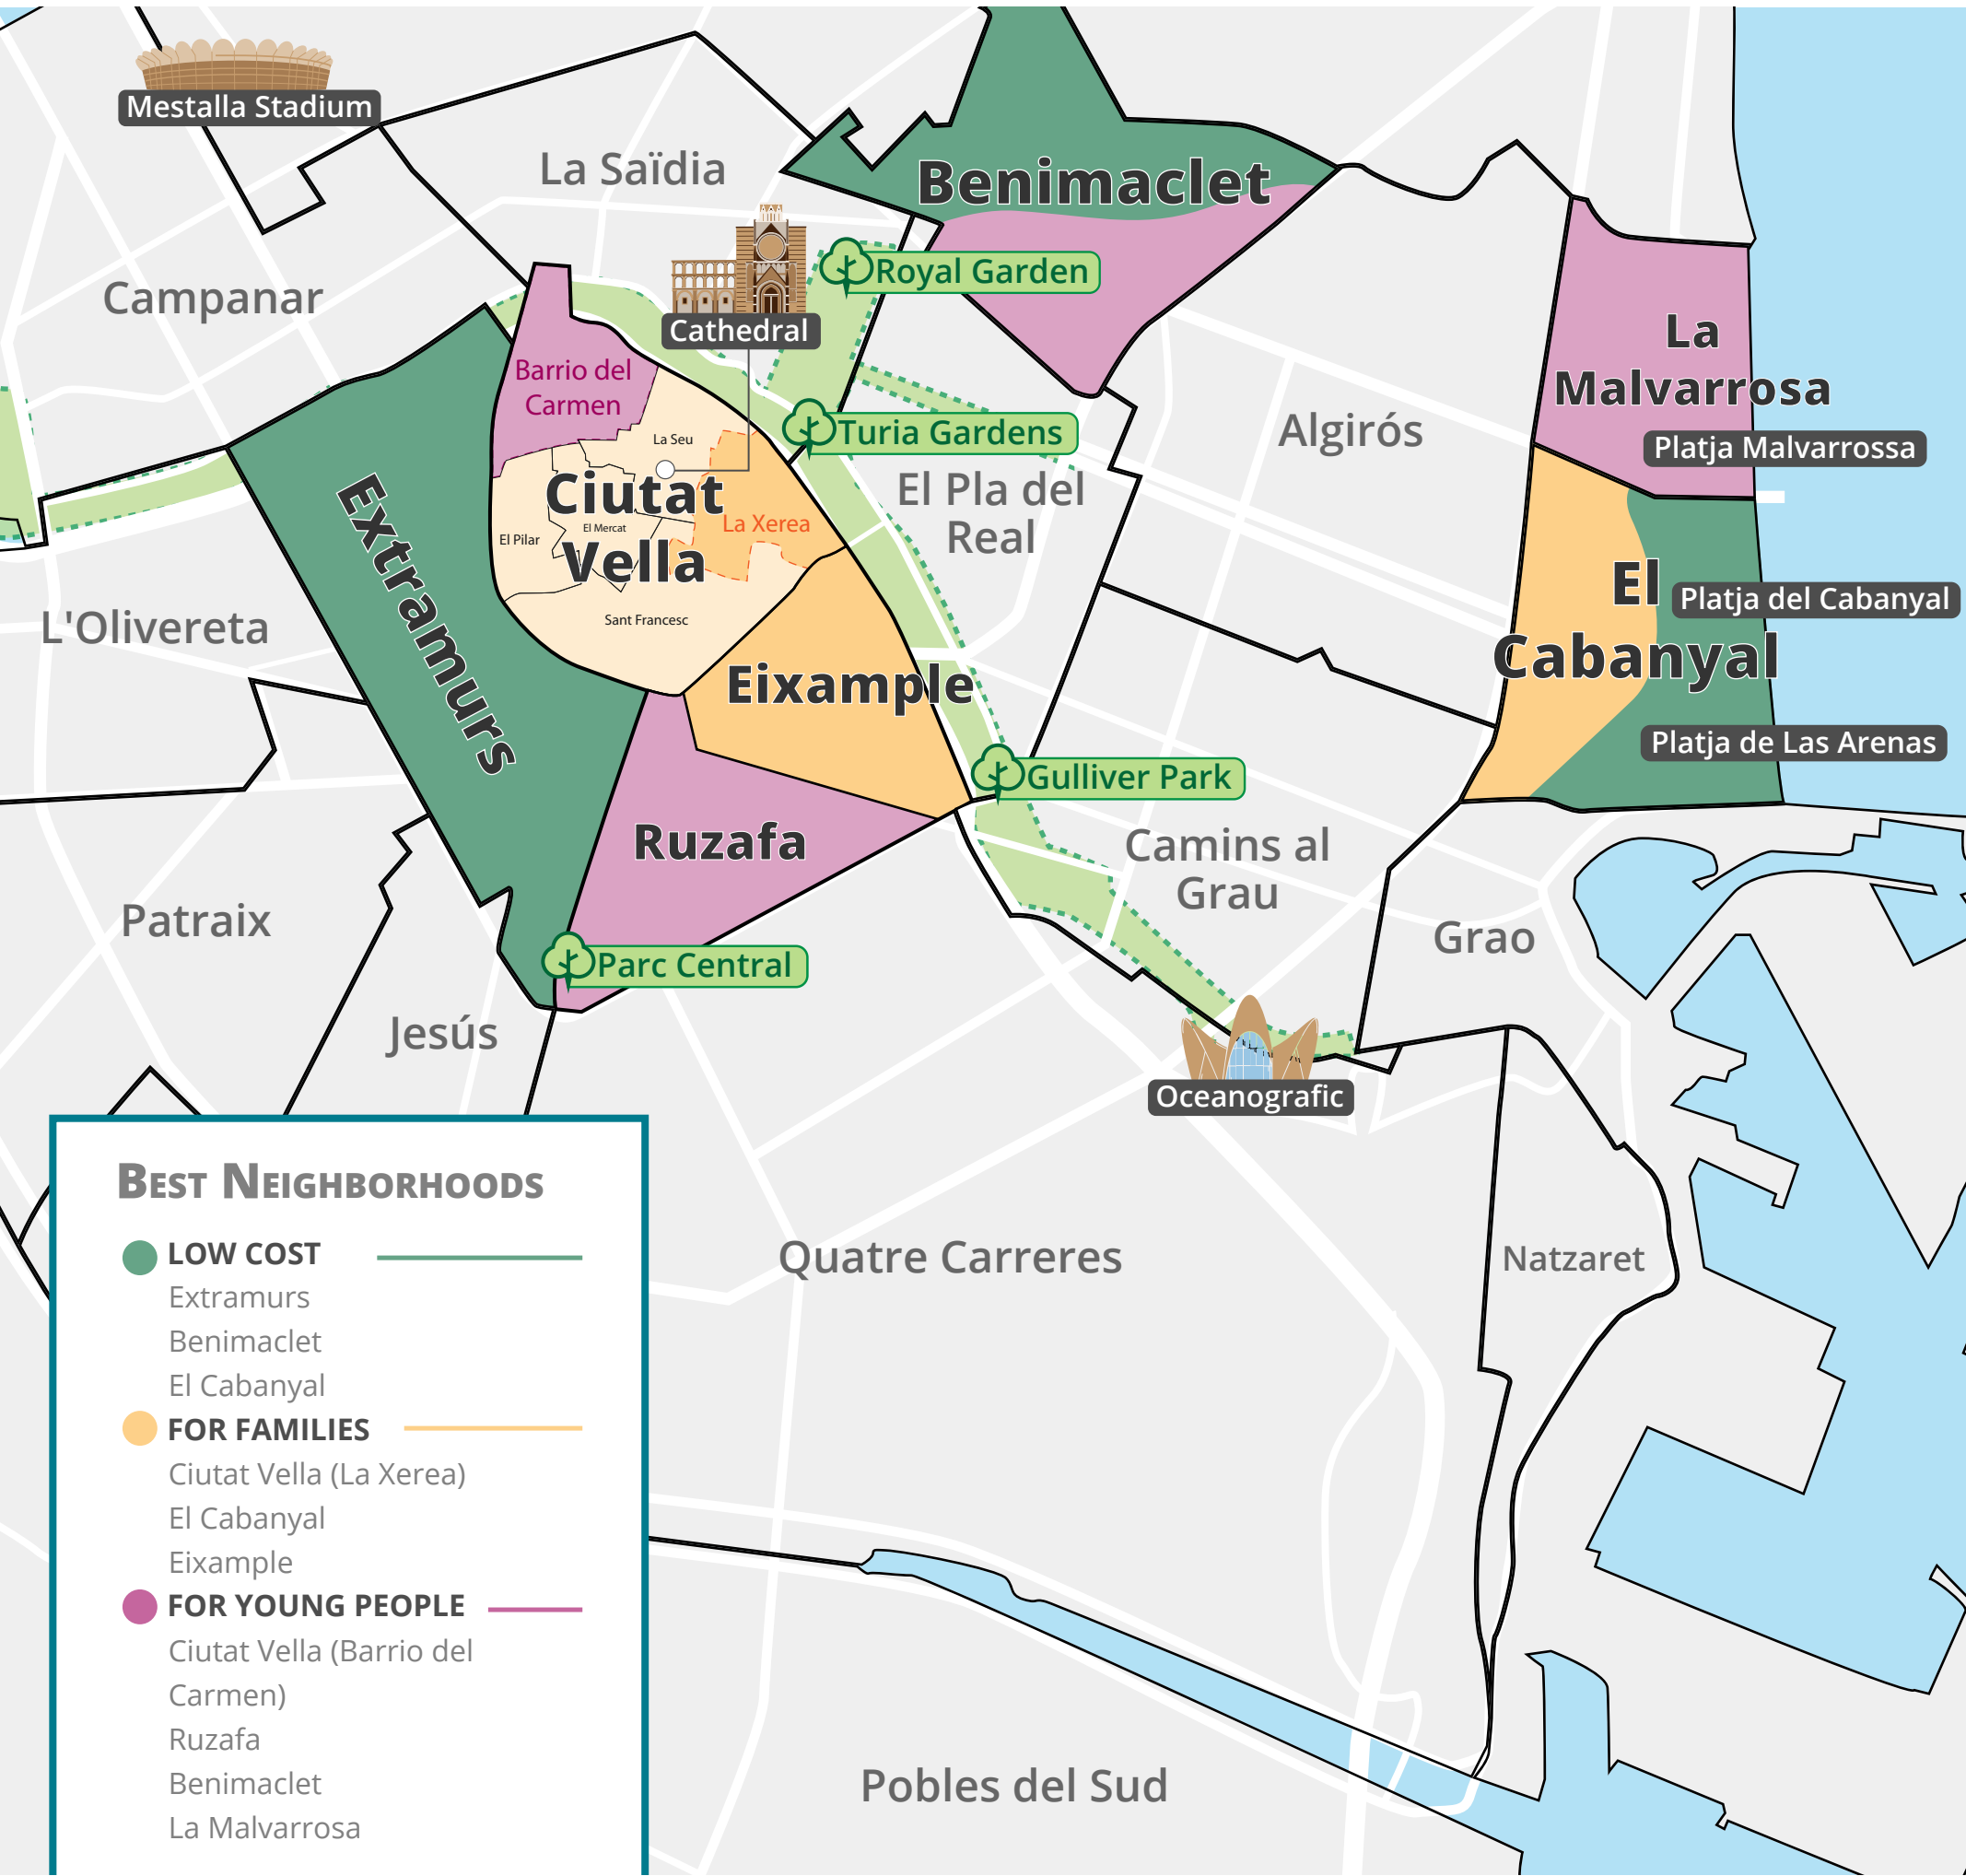 Mestalla Stadium
La Saïdia
Benimaclet
Campanar
Cathedral
Royal Garden
La
Malvarrosa
Barrio del
Carmen
Turia Gardens
Algirós
Platja Malvarrossa
La Seu
Ciutat
Vella
El Mercat
El Pilar
La Xerea
Sant Francesc
El Pla del
Real
Extramurs
L'Olivereta
El
Cabanyal
Platja del Cabanyal
Platja de Las Arenas
Eixample
Gulliver Park
Ruzafa
Camins al
Grau
Patraix
Grao
Parc Central
Jesús
Oceanografic
Quatre Carreres
Natzaret
Pobles del Sud
BEST NEIGHBORHOODS
LOW COST
Extramurs
Benimaclet
El Cabanyal
FOR FAMILIES
Ciutat Vella (La Xerea)
El Cabanyal
Eixample
FOR YOUNG PEOPLE
Ciutat Vella (Barrio del
Carmen)
Ruzafa
Benimaclet
La Malvarrosa